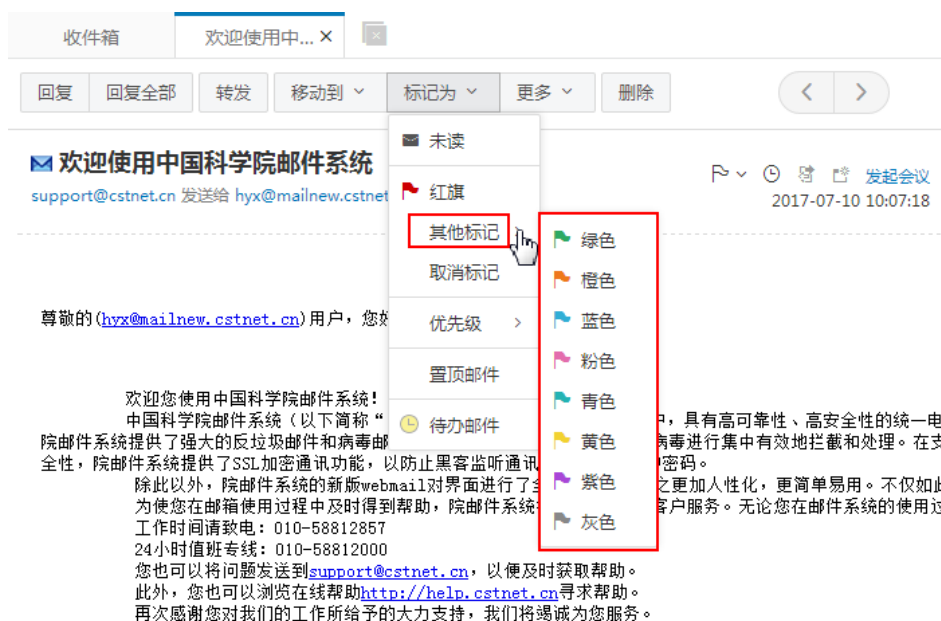 收件箱
欢迎使用中... ×
回复 回复全部 转发 移动到 标记为 更多 删除
未读
欢迎使用中国科学院邮件系统
发起会议
support@cstnet.cn 发送给 hyx@mailnew.cstnet
2017-07-10 10:07:18
红旗
其他标记
取消标记
优先级
置顶邮件
待办邮件
绿色
橙色
蓝色
粉色
青色
黄色
紫色
灰色
尊敬的(hyx@mailnew.cstnet.cn)用户，您好
欢迎您使用中国科学院邮件系统！
中国科学院邮件系统（以下简称“ 中，具有高可靠性、高安全性的统一电
院邮件系统提供了强大的反垃圾邮件和病毒邮 病毒进行集中有效地拦截和处理。在支
全性，院邮件系统提供了SSL加密通讯功能，以防止黑客监听通讯 密码。
除此以外，院邮件系统的新版webmail对界面进行了全 之更加人性化，更简单易用。不仅如此
为使您在邮箱使用过程中及时得到帮助，院邮件系统 客户服务。无论您在邮件系统的使用过
工作时间请致电：010-58812857
24小时值班专线：010-58812000
您也可以将问题发送到support@cstnet.cn，以便及时获取帮助。
此外，您也可以浏览在线帮助http://help.cstnet.cn寻求帮助。
再次感谢您对我们的工作所给予的大力支持，我们将竭诚为您服务。